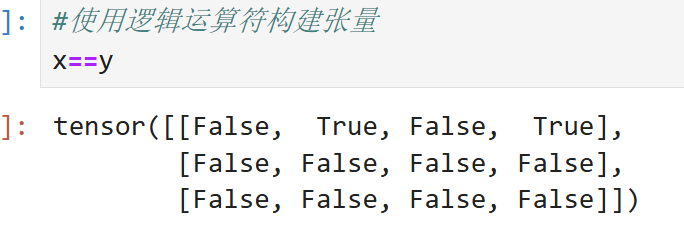 ]: #使用逻辑运算符构建张量
x==y
]: tensor([[False,  True, False,  True],
        [False, False, False, False],
        [False, False, False, False]])